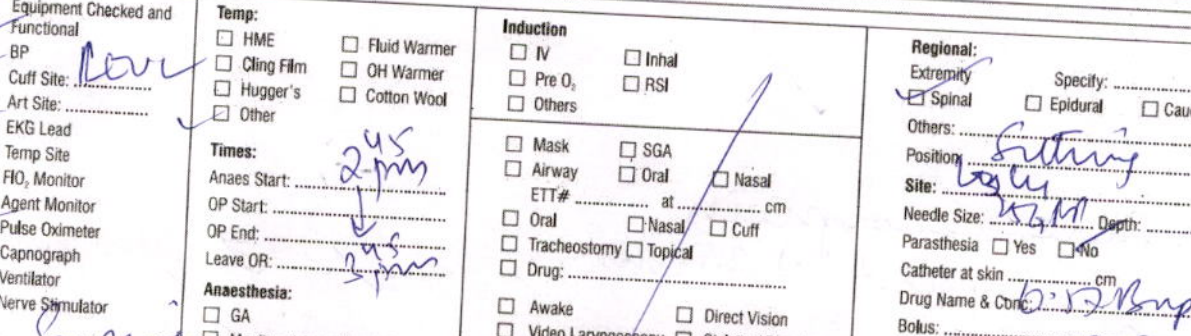 Equipment Checked and
Functional
BP
Cuff Site:
Art Site:
EKG Lead
Temp Site
FIO₂ Monitor
Agent Monitor
Pulse Oximeter
Capnograph
Ventilator
Nerve Stimulator
Temp:
☐ HME ☐ Fluid Warmer
☐ Cling Film ☐ OH Warmer
☐ Hugger's ☐ Cotton Wool
☑ Other
Times:
Anaes Start: 2 45 pm
OP Start:
OP End:
Leave OR: 3 45 pm
Anaesthesia:
☐ GA
Induction
☐ IV ☐ Inhal
☐ Pre O₂ ☐ RSI
☐ Others
☐ Mask ☐ SGA
☐ Airway ☐ Oral ☐ Nasal
ETT# at cm
☐ Oral ☐ Nasal ☐ Cuff
☐ Tracheostomy ☐ Topical
☐ Drug:
☐ Awake ☐ Direct Vision
☐ Video
Regional:
Extremity Specify:
☑ Spinal ☐ Epidural ☐ Cau
Others:
Position: Sitting
Site:
Needle Size: Depth:
Parasthesia ☐ Yes ☑ No
Catheter at skin cm
Drug Name & Conc:
Bolus: